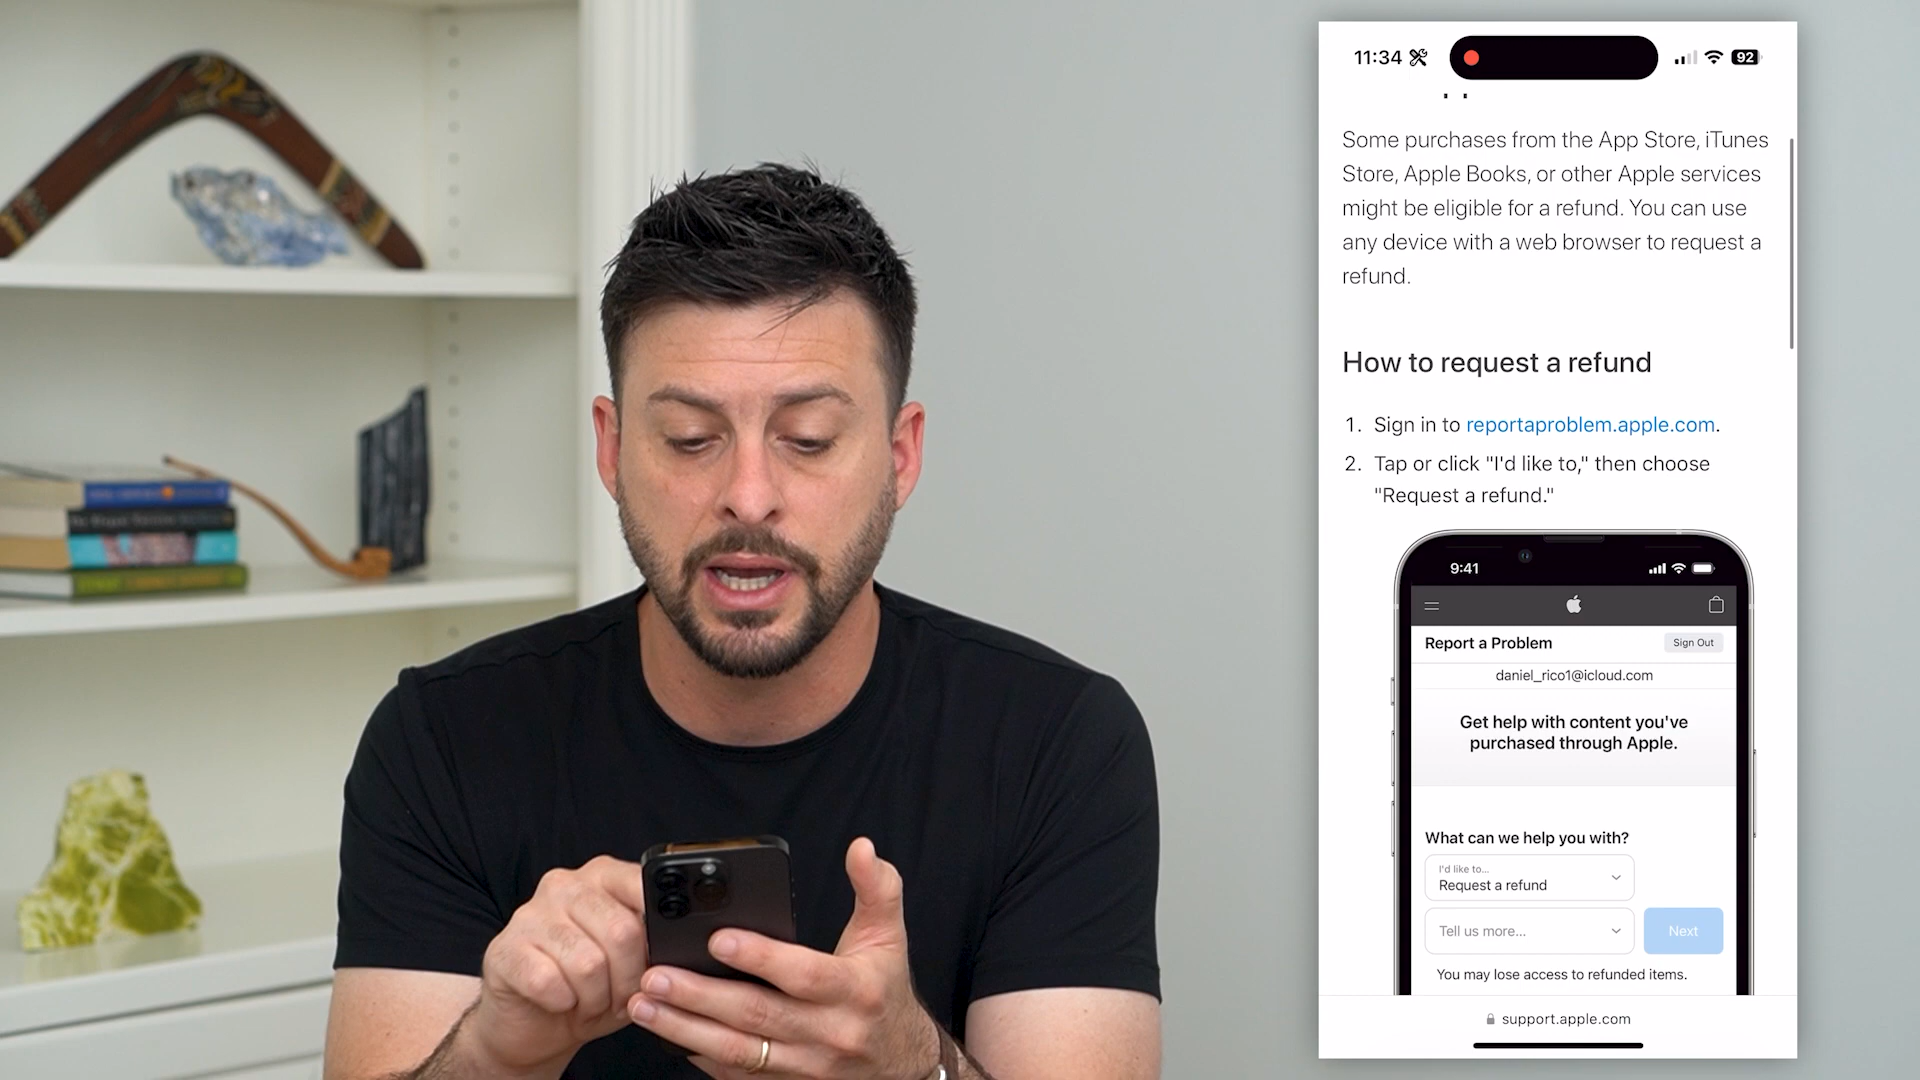 11:34
92
Some purchases from the App Store, iTunes
Store, Apple Books, or other Apple services
might be eligible for a refund. You can use
any device with a web browser to request a
refund.
How to request a refund
1. Sign in to reportaproblem.apple.com.
2. Tap or click "I'd like to," then choose
"Request a refund."
9:41
Report a Problem
Sign Out
daniel_rico1@icloud.com
Get help with content you've
purchased through Apple.
What can we help you with?
I'd like to...
Request a refund
Tell us more...
Next
You may lose access to refunded items.
support.apple.com